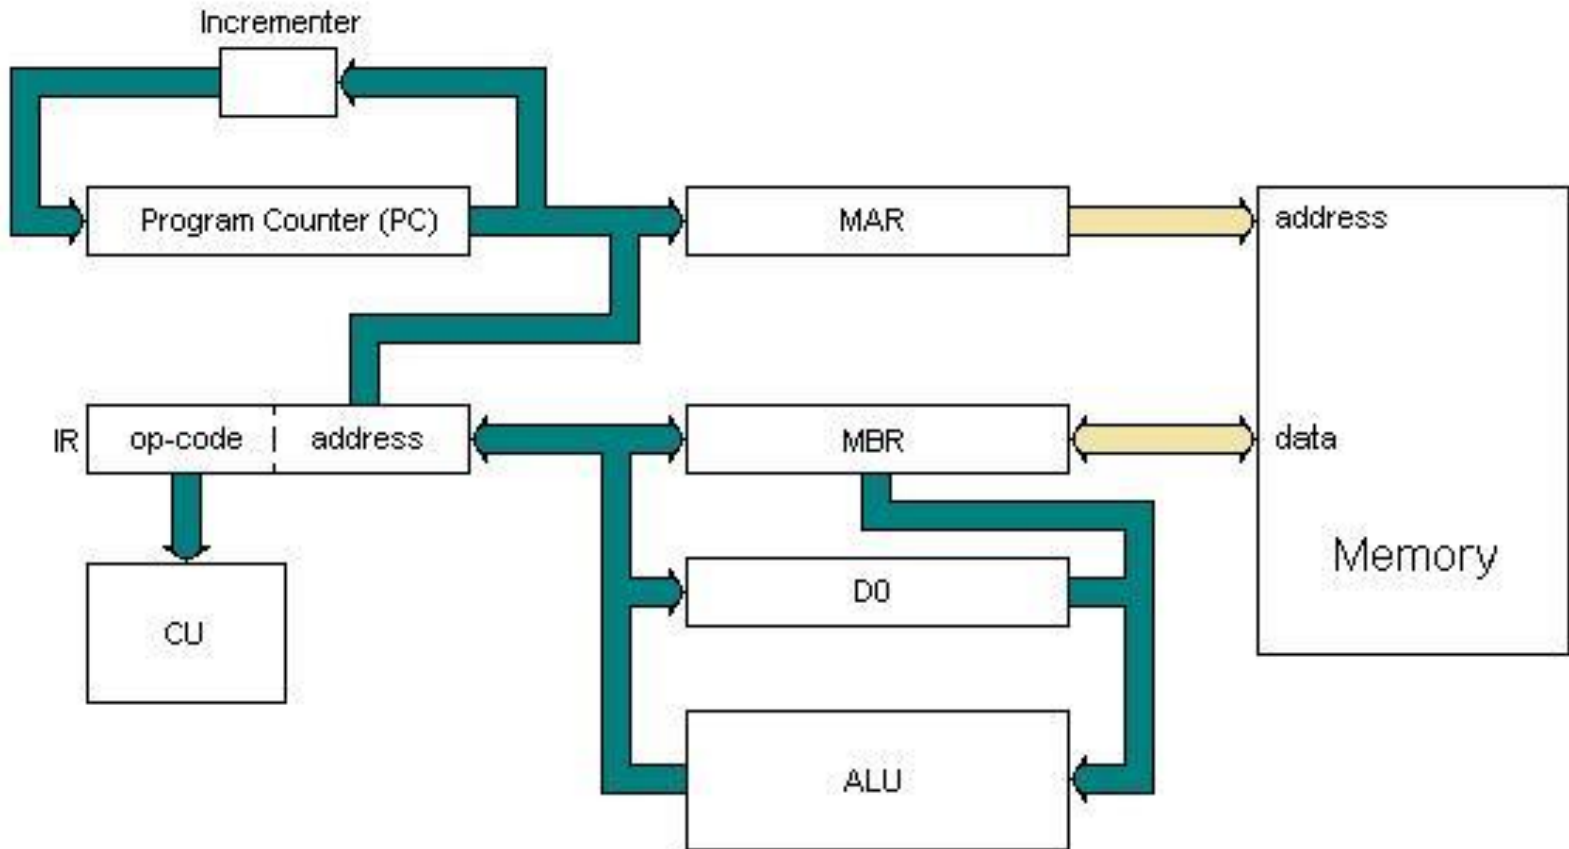 Incrementer
Program Counter (PC)
MAR
address
IR
op-code
address
MBR
data
Memory
D0
CU
ALU